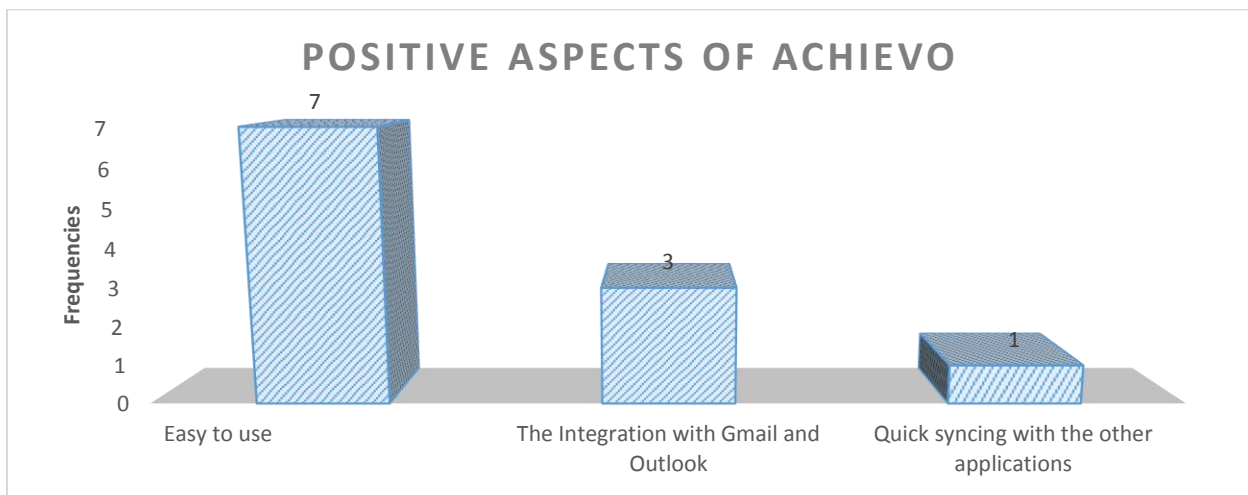 POSITIVE ASPECTS OF ACHIEVO
7
7
6
5
4
3
2
1
0
Frequencies
3
1
Easy to use
The Integration with Gmail and
Outlook
Quick syncing with the other
applications